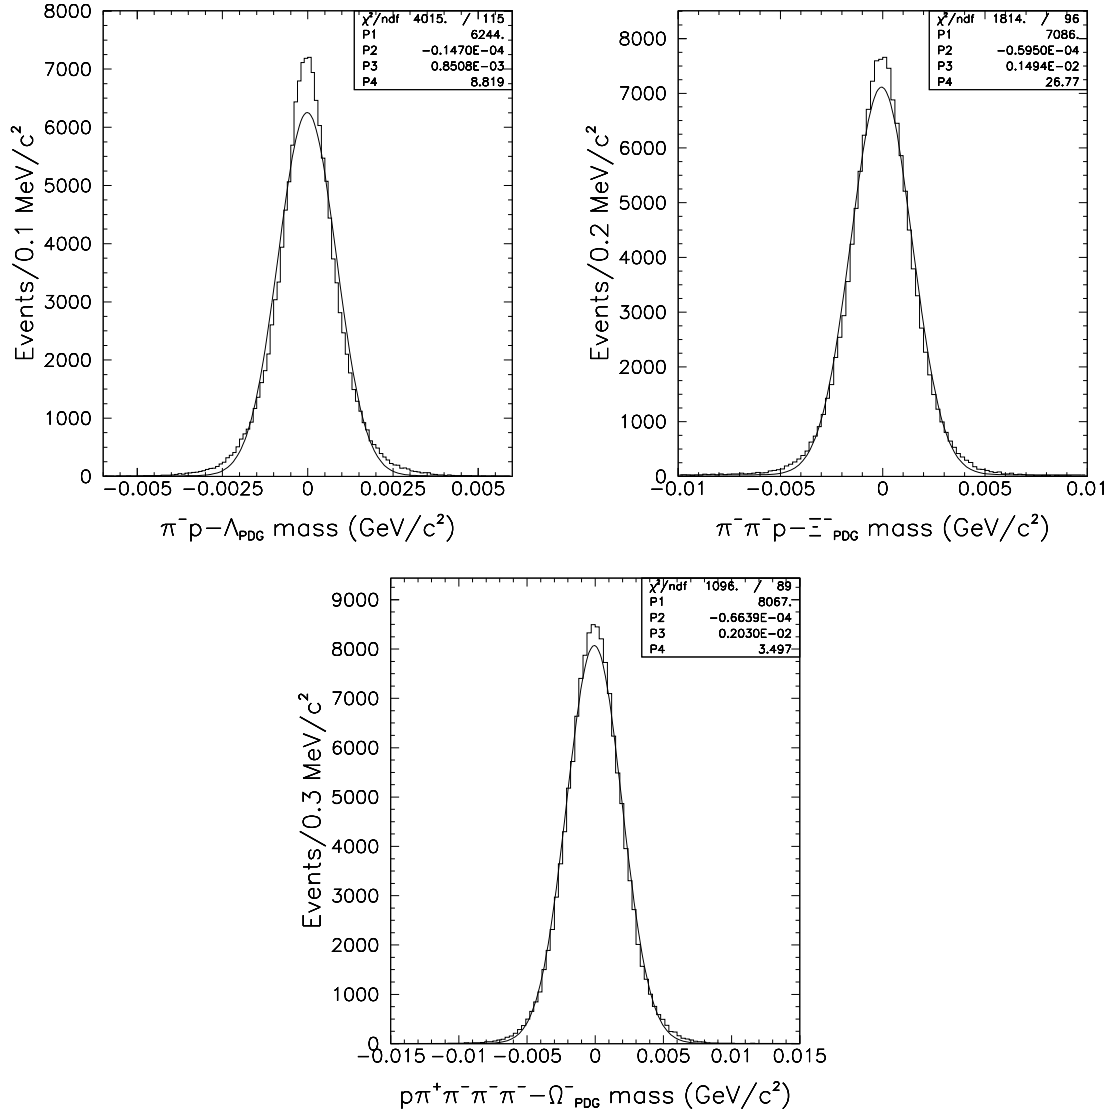 χ²/ndf 4015. / 115
P1 6244.
P2 −0.1470E−04
P3 0.8508E−03
P4 8.819
8000
7000
6000
5000
4000
3000
2000
1000
0
Events/0.1 MeV/c²
−0.005 −0.0025 0 0.0025 0.005
π⁻p−Λ_PDG mass (GeV/c²)
χ²/ndf 1814. / 96
P1 7086.
P2 −0.5950E−04
P3 0.1494E−02
P4 26.77
8000
7000
6000
5000
4000
3000
2000
1000
0
Events/0.2 MeV/c²
−0.01 −0.005 0 0.005 0.01
π⁻π⁻p−Ξ⁻_PDG mass (GeV/c²)
χ²/ndf 1096. / 89
P1 8067.
P2 −0.6639E−04
P3 0.2030E−02
P4 3.497
9000
8000
7000
6000
5000
4000
3000
2000
1000
0
Events/0.3 MeV/c²
−0.015 −0.01 −0.005 0 0.005 0.01 0.015
pπ⁺π⁻π⁻π⁻−Ω⁻_PDG mass (GeV/c²)